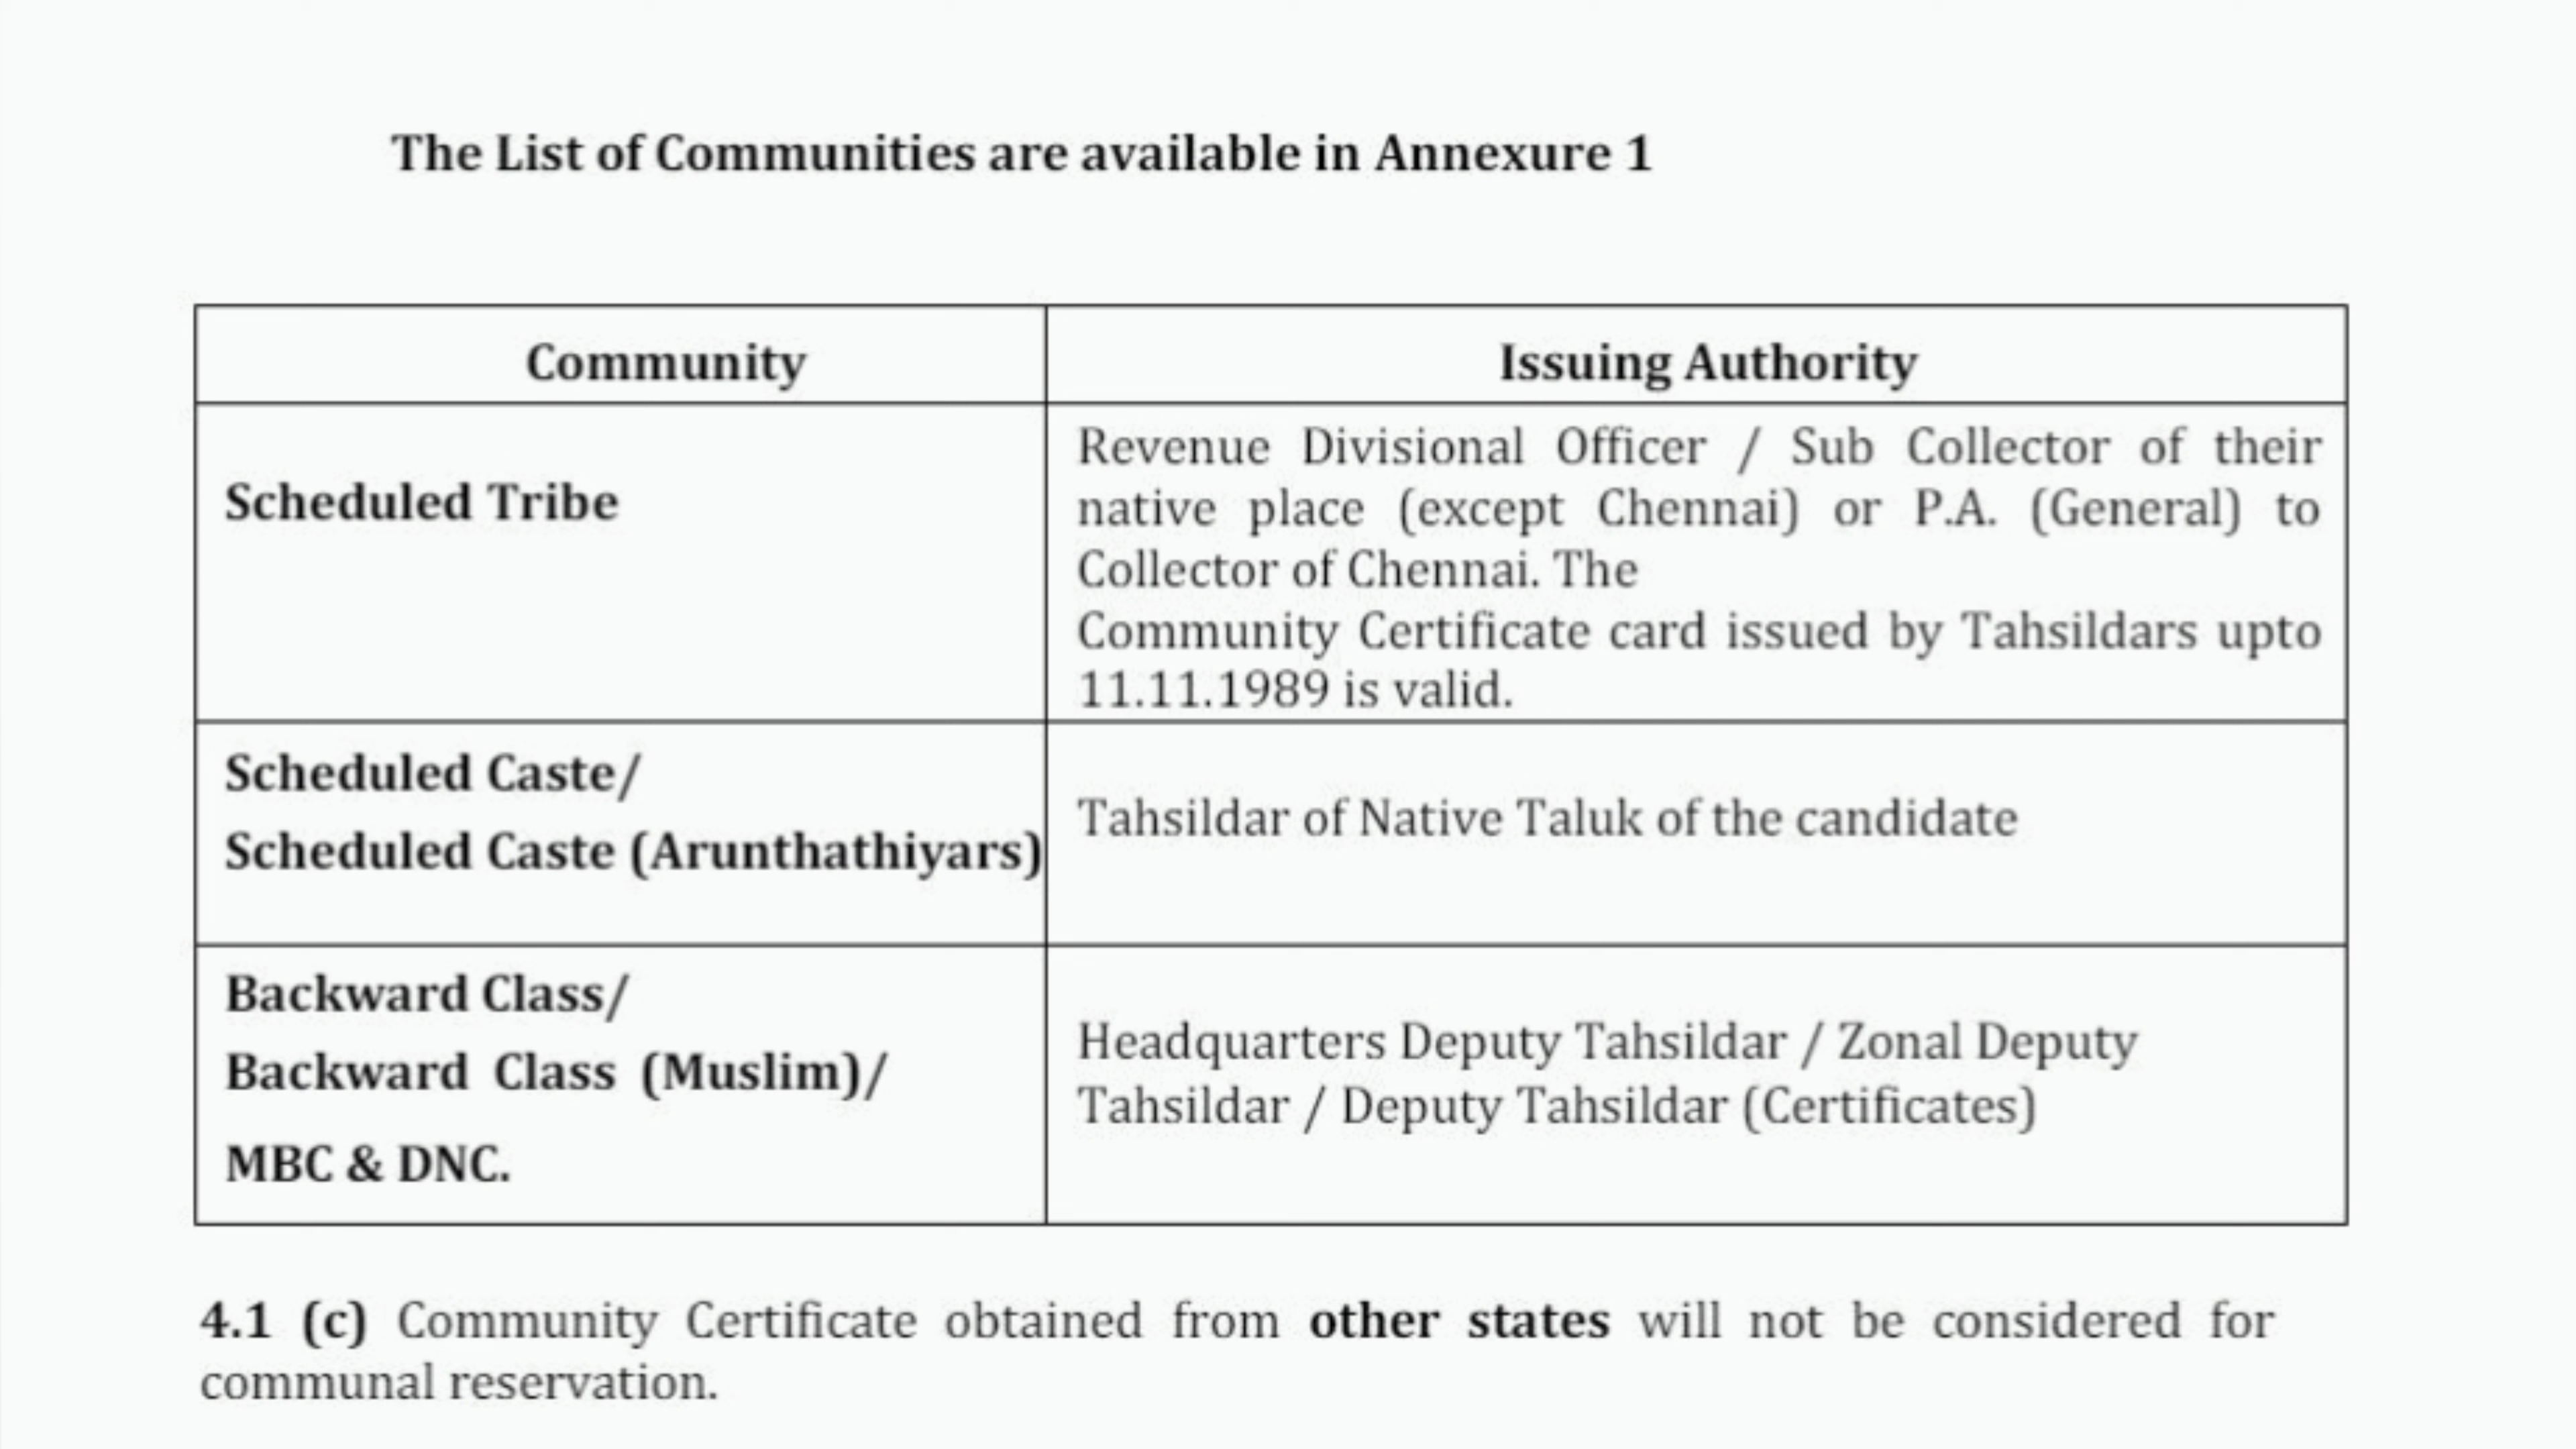 The List of Communities are available in Annexure 1
Community
Issuing Authority
Scheduled Tribe
Revenue Divisional Officer / Sub Collector of their
native place (except Chennai) or P.A. (General) to
Collector of Chennai. The
Community Certificate card issued by Tahsildars upto
11.11.1989 is valid.
Scheduled Caste/
Scheduled Caste (Arunthathiyars)
Tahsildar of Native Taluk of the candidate
Backward Class/
Backward Class (Muslim)/
MBC & DNC.
Headquarters Deputy Tahsildar / Zonal Deputy
Tahsildar / Deputy Tahsildar (Certificates)
4.1 (c) Community Certificate obtained from other states will not be considered for
communal reservation.